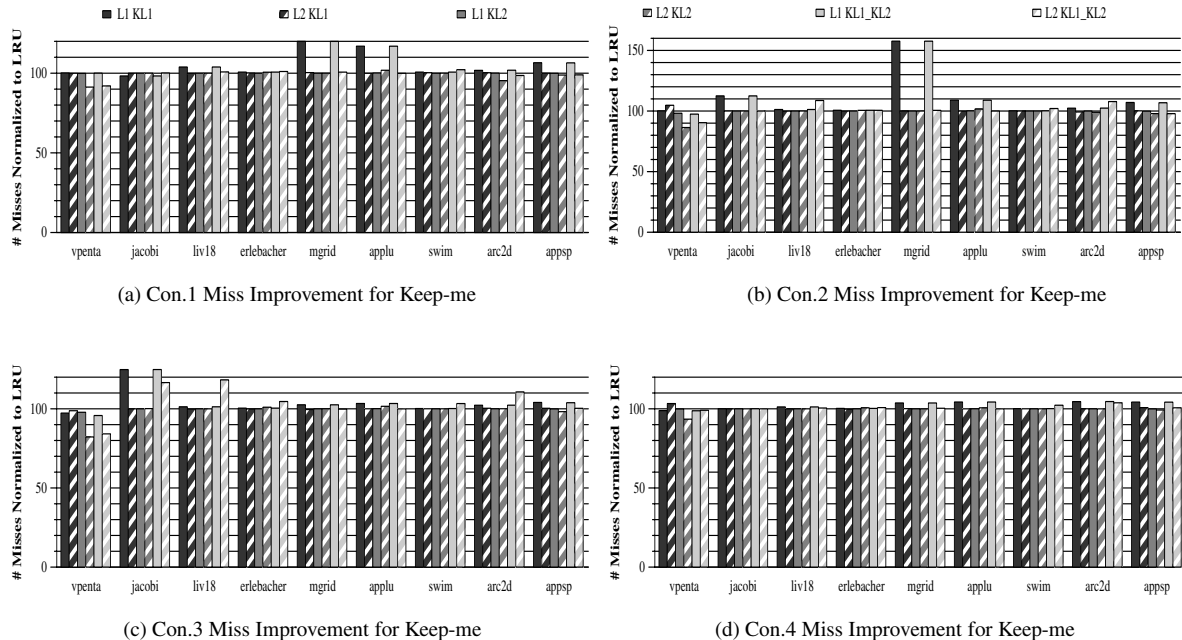 L1 KL1
L2 KL1
L1 KL2
L2 KL2
L1 KL1_KL2
L2 KL1_KL2
# Misses Normalized to LRU
100
50
0
vpenta jacobi liv18 erlebacher mgrid applu swim arc2d appsp
(a) Con.1 Miss Improvement for Keep-me
# Misses Normalized to LRU
150
100
50
0
vpenta jacobi liv18 erlebacher mgrid applu swim arc2d appsp
(b) Con.2 Miss Improvement for Keep-me
# Misses Normalized to LRU
100
50
0
vpenta jacobi liv18 erlebacher mgrid applu swim arc2d appsp
(c) Con.3 Miss Improvement for Keep-me
# Misses Normalized to LRU
100
50
0
vpenta jacobi liv18 erlebacher mgrid applu swim arc2d appsp
(d) Con.4 Miss Improvement for Keep-me